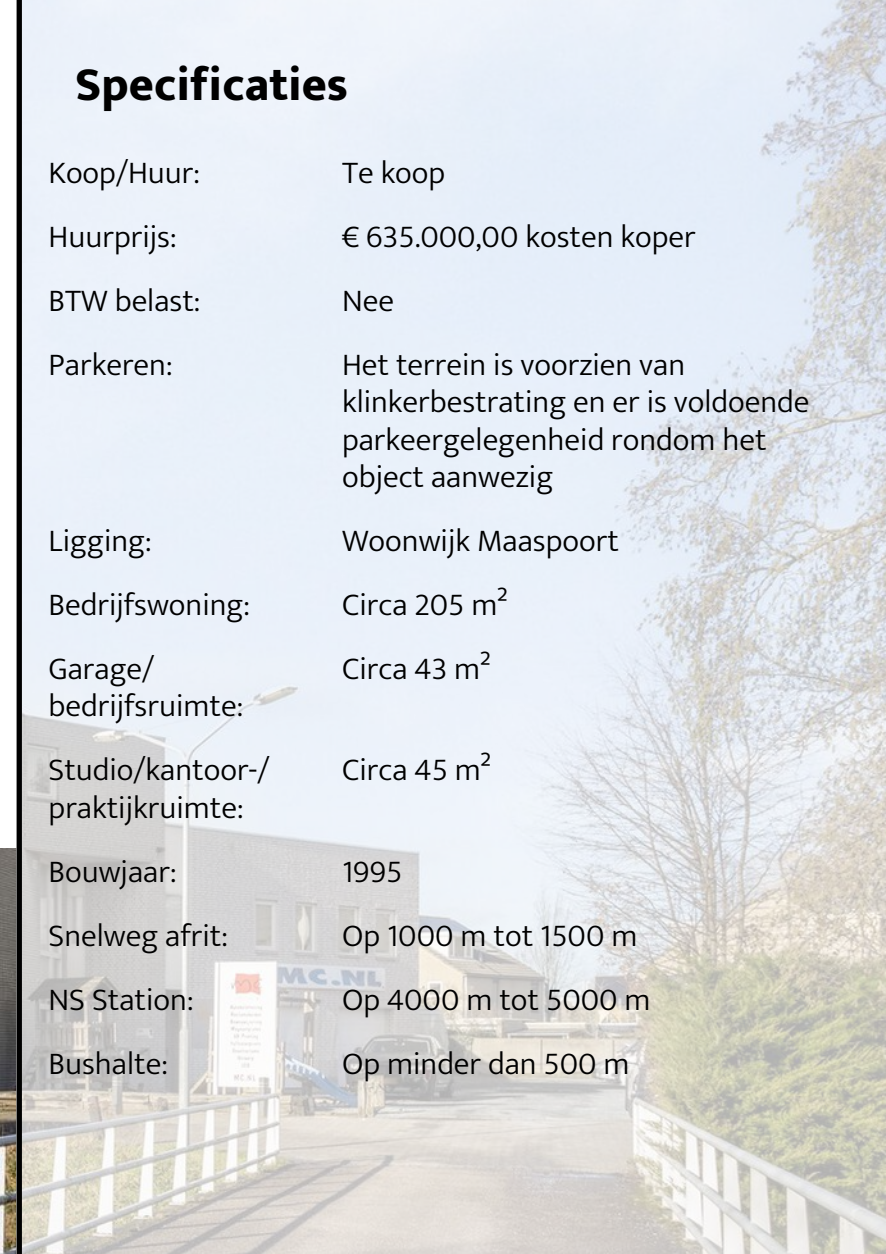 Specificaties
Koop/Huur: Te koop
Huurprijs: € 635.000,00 kosten koper
BTW belast: Nee
Parkeren: Het terrein is voorzien van
klinkerbestrating en er is voldoende
parkeergelegenheid rondom het
object aanwezig
Ligging: Woonwijk Maaspoort
Bedrijfswoning: Circa 205 m²
Garage/ Circa 43 m²
bedrijfsruimte:
Studio/kantoor-/ Circa 45 m²
praktijkruimte:
Bouwjaar: 1995
Snelweg afrit: Op 1000 m tot 1500 m
MC.NL
NS Station: Op 4000 m tot 5000 m
Bushalte: Op minder dan 500 m
MC.NL